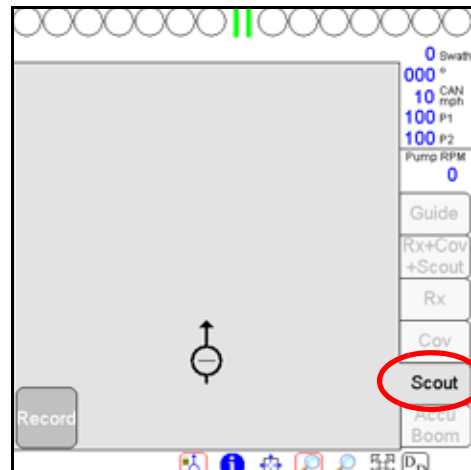 0 Swath
000 °
10 CAN mph
100 P1
100 P2
Pump RPM
0
Guide
Rx+Cov
+Scout
Rx
Cov
Scout
Accu
Boom
Record
i
D D